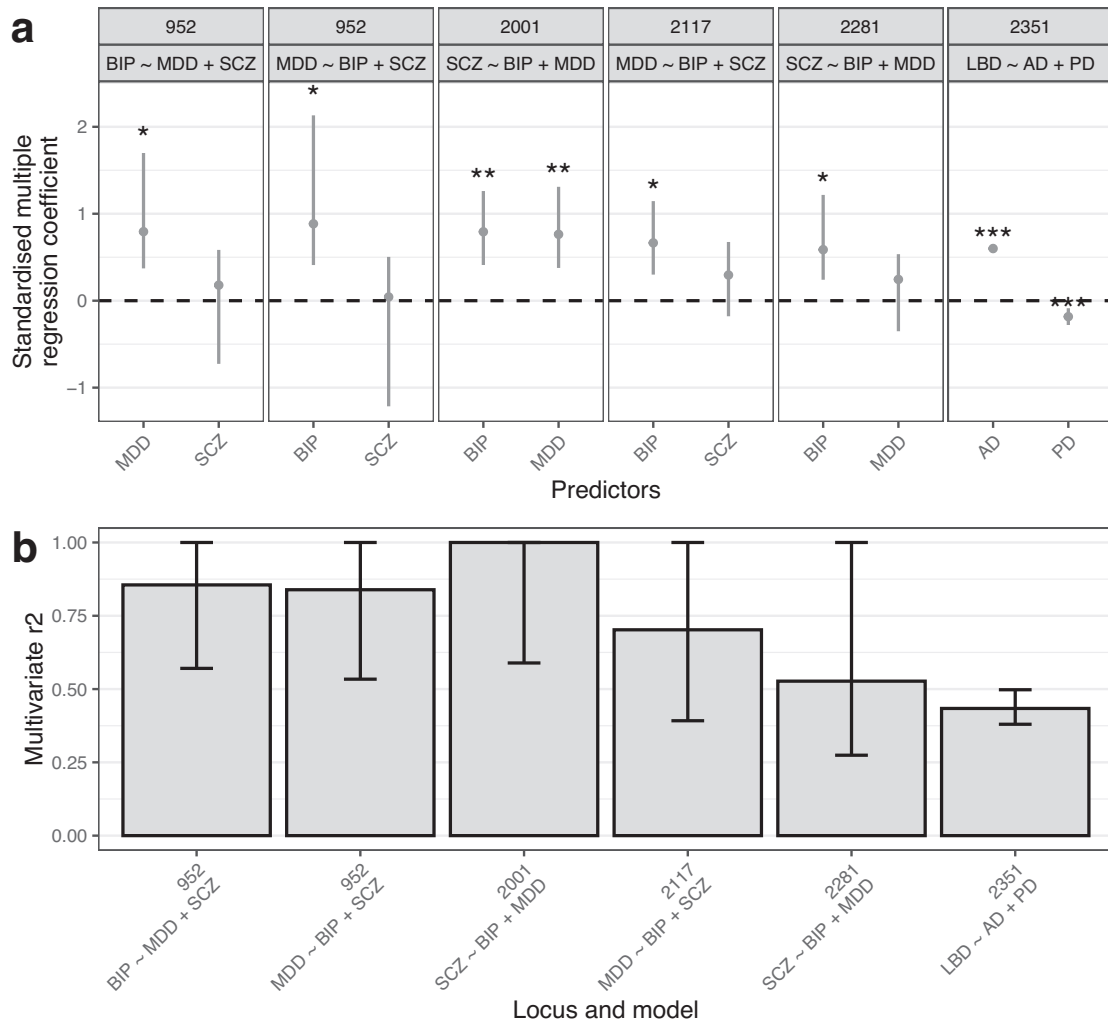 a
952 952 2001 2117 2281 2351
BIP ~ MDD + SCZ MDD ~ BIP + SCZ SCZ ~ BIP + MDD MDD ~ BIP + SCZ SCZ ~ BIP + MDD LBD ~ AD + PD
Standardised multiple
regression coefficient
2
1
0
−1
* * ** ** * * *** ***
MDD SCZ BIP SCZ BIP MDD BIP SCZ BIP MDD AD PD
Predictors
b
Multivariate r2
1.00
0.75
0.50
0.25
0.00
952
BIP ~ MDD + SCZ
952
MDD ~ BIP + SCZ
2001
SCZ ~ BIP + MDD
2117
MDD ~ BIP + SCZ
2281
SCZ ~ BIP + MDD
2351
LBD ~ AD + PD
Locus and model